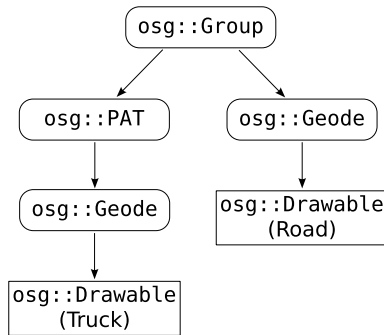 osg::Group
osg::PAT
osg::Geode
osg::Geode
osg::Drawable
(Road)
osg::Drawable
(Truck)